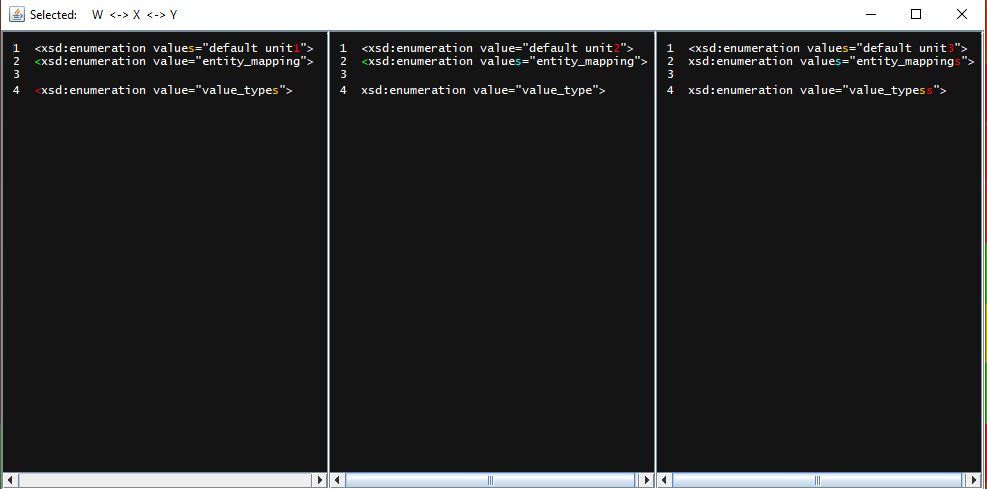 Selected: W <-> X <-> Y
1 <xsd:enumeration values="default unit1">
2 <xsd:enumeration value="entity_mapping">
3
4 <xsd:enumeration value="value_types">
1 <xsd:enumeration value="default unit2">
2 <xsd:enumeration values="entity_mapping">
3
4 xsd:enumeration value="value_type">
1 <xsd:enumeration values="default unit3">
2 xsd:enumeration values="entity_mappings">
3
4 xsd:enumeration value="value_typess">